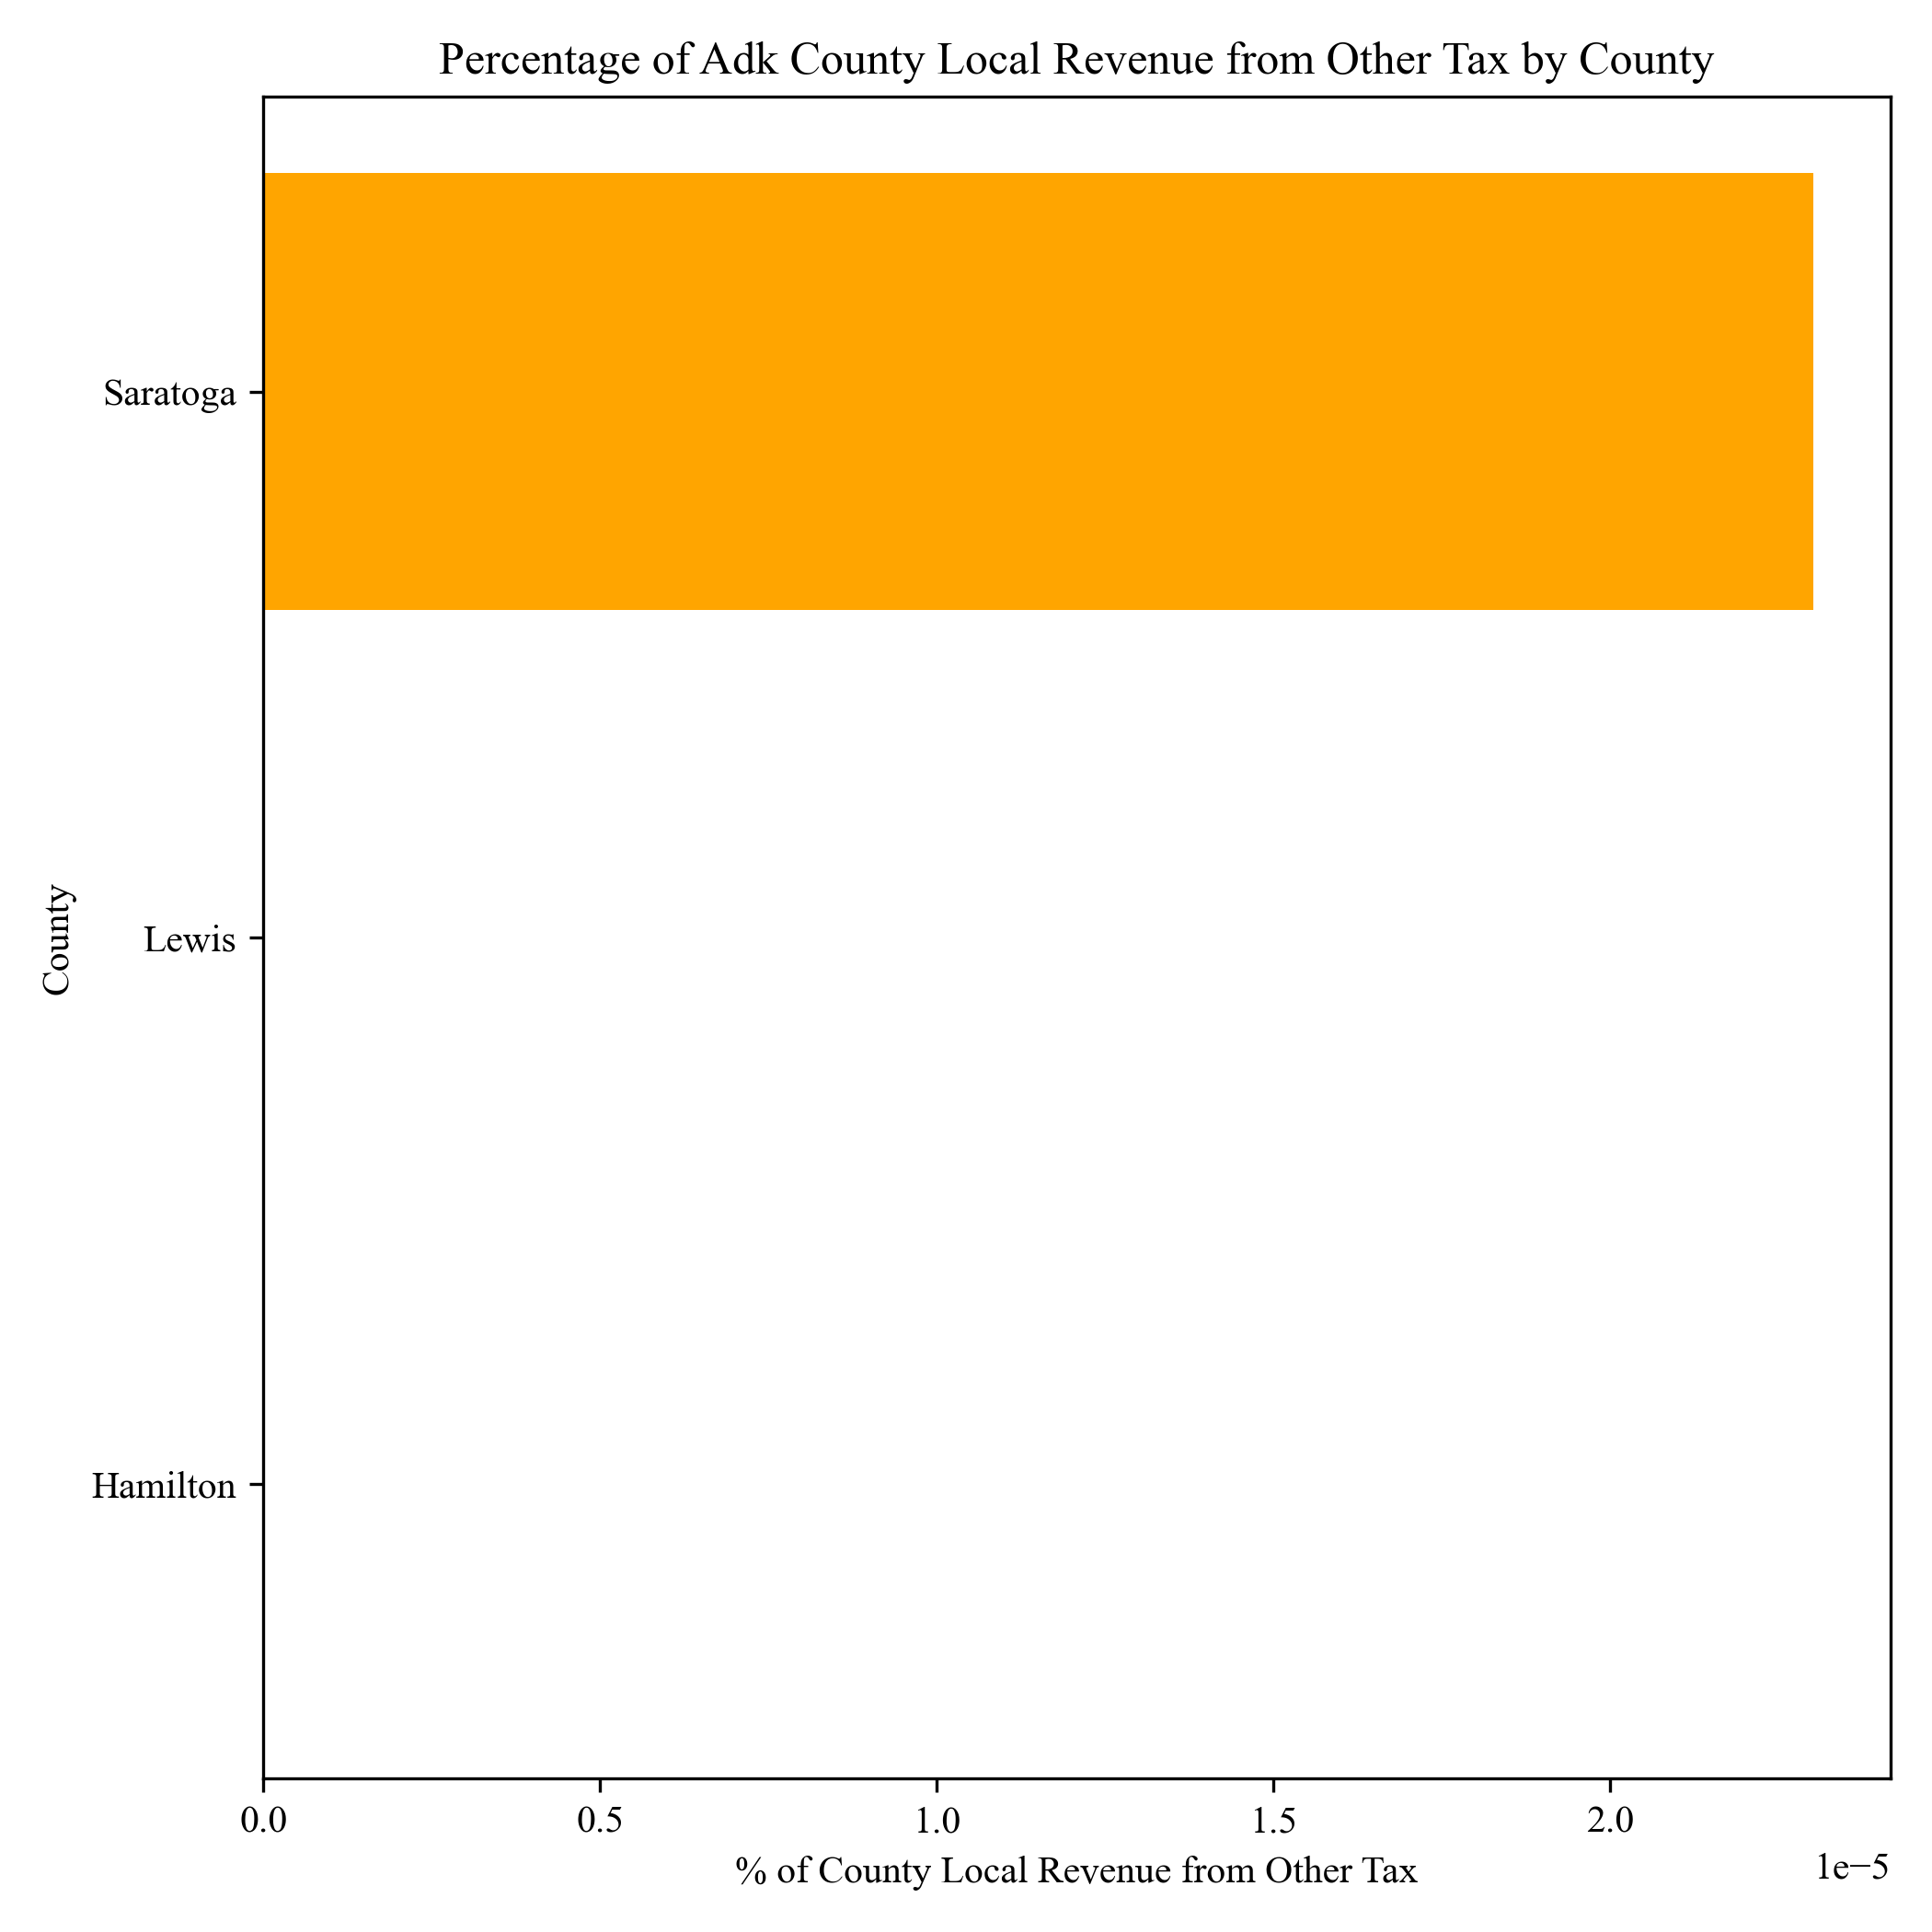 Percentage of Adk County Local Revenue from Other Tax by County
Saratoga
Lewis
Hamilton
County
0.0 0.5 1.0 1.5 2.0
% of County Local Revenue from Other Tax
1e−5